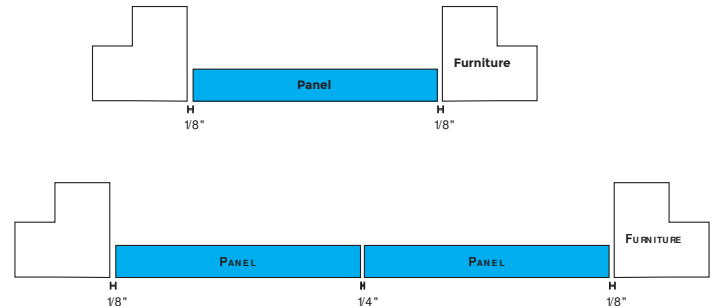 Furniture
Panel
1/8"
1/8"
FURNITURE
PANEL
PANEL
1/8"
1/4"
1/8"